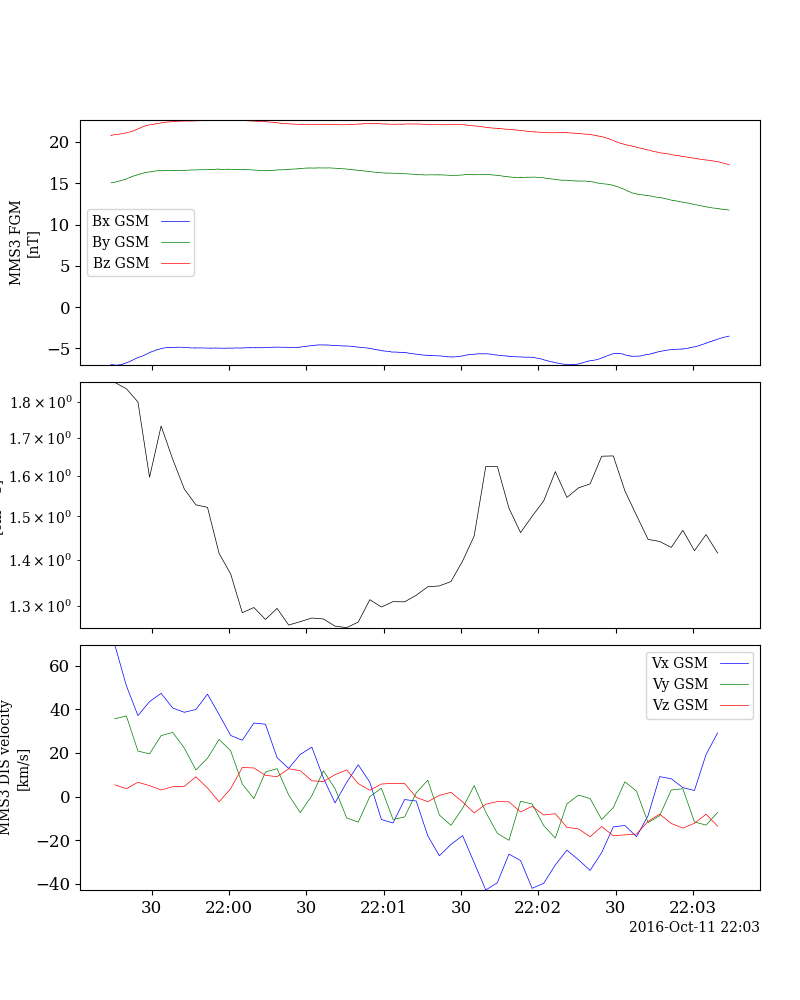 20
15
10
5
0
−5
MMS3 FGM
[nT]
Bx GSM
By GSM
Bz GSM
1.8 × 10⁰
1.7 × 10⁰
1.6 × 10⁰
1.5 × 10⁰
1.4 × 10⁰
1.3 × 10⁰
60
40
20
0
−20
−40
MMS3 DIS velocity
[km/s]
Vx GSM
Vy GSM
Vz GSM
30 22:00 30 22:01 30 22:02 30 22:03
2016-Oct-11 22:03